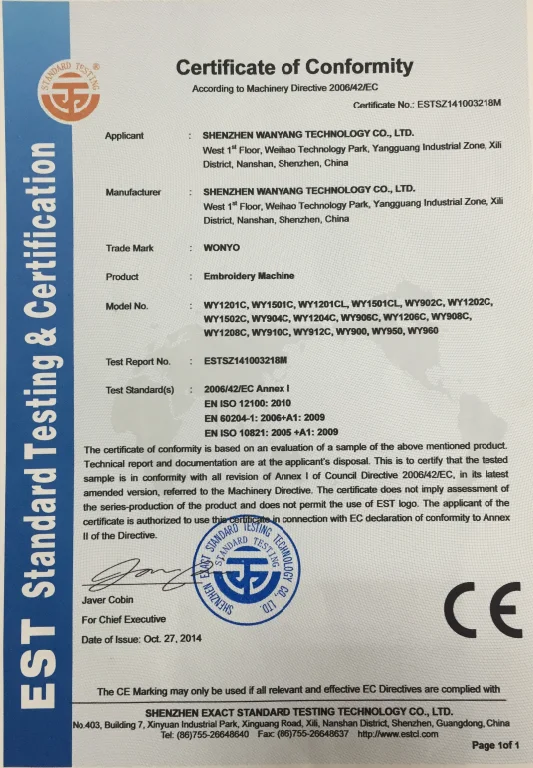 STANDARD TESTING ®
Certificate of Conformity
According to Machinery Directive 2006/42/EC
Certificate No.: ESTSZ141003218M
Applicant : SHENZHEN WANYANG TECHNOLOGY CO., LTD.
West 1st Floor, Weihao Technology Park, Yangguang Industrial Zone, Xili
District, Nanshan, Shenzhen, China
Manufacturer : SHENZHEN WANYANG TECHNOLOGY CO., LTD.
West 1st Floor, Weihao Technology Park, Yangguang Industrial Zone, Xili
District, Nanshan, Shenzhen, China
Trade Mark : WONYO
Product : Embroidery Machine
Model No. : WY1201C, WY1501C, WY1201CL, WY1501CL, WY902C, WY1202C,
WY1502C, WY904C, WY1204C, WY906C, WY1206C, WY908C,
WY1208C, WY910C, WY912C, WY900, WY950, WY960
Test Report No. : ESTSZ141003218M
Test Standard(s) : 2006/42/EC Annex I
EN ISO 12100: 2010
EN 60204-1: 2006+A1: 2009
EN ISO 10821: 2005 +A1: 2009
The certificate of conformity is based on an evaluation of a sample of the above mentioned product.
Technical report and documentation are at the applicant's disposal. This is to certify that the tested
sample is in conformity with all revision of Annex I of Council Directive 2006/42/EC, in its latest
amended version, referred to the Machinery Directive. The certificate does not imply assessment of
the series-production of the product and does not permit the use of EST logo. The applicant of the
certificate is authorized to use this certificate in connection with EC declaration of conformity to Annex
II of the Directive.
SHENZHEN EXACT STANDARD TESTING TECHNOLOGY CO., LTD.
STANDARD TESTING
Javer Cobin
For Chief Executive
Date of Issue: Oct. 27, 2014
CE
The CE Marking may only be used if all relevant and effective EC Directives are complied with
SHENZHEN EXACT STANDARD TESTING TECHNOLOGY CO., LTD.
No.403, Building 7, Xinyuan Industrial Park, Xinguang Road, Xili, Nanshan District, Shenzhen, Guangdong,China
Tel: (86)755-26648640 Fax: (86)755-26648637 http://www.estcl.com
Page 1of 1
EST Standard Testing & Certification